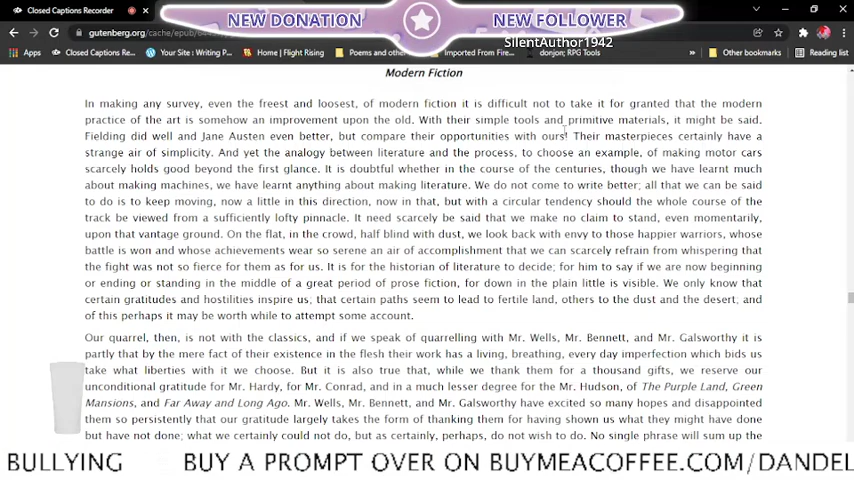 Closed Captions Recorder
NEW DONATION
NEW FOLLOWER
SilentAuthor1942
gutenberg.org/cache/epub/644
Apps
Closed Captions Rec...
Your Site : Writing P...
Home | Flight Rising
Poems and other
Imported From Fire...
donjon; RPG Tools
Other bookmarks
Reading list
Modern Fiction
In making any survey, even the freest and loosest, of modern fiction it is difficult not to take it for granted that the modern
practice of the art is somehow an improvement upon the old. With their simple tools and primitive materials, it might be said.
Fielding did well and Jane Austen even better, but compare their opportunities with ours! Their masterpieces certainly have a
strange air of simplicity. And yet the analogy between literature and the process, to choose an example, of making motor cars
scarcely holds good beyond the first glance. It is doubtful whether in the course of the centuries, though we have learnt much
about making machines, we have learnt anything about making literature. We do not come to write better; all that we can be said
to do is to keep moving, now a little in this direction, now in that, but with a circular tendency should the whole course of the
track be viewed from a sufficiently lofty pinnacle. It need scarcely be said that we make no claim to stand, even momentarily,
upon that vantage ground. On the flat, in the crowd, half blind with dust, we look back with envy to those happier warriors, whose
battle is won and whose achievements wear so serene an air of accomplishment that we can scarcely refrain from whispering that
the fight was not so fierce for them as for us. It is for the historian of literature to decide; for him to say if we are now beginning
or ending or standing in the middle of a great period of prose fiction, for down in the plain little is visible. We only know that
certain gratitudes and hostilities inspire us; that certain paths seem to lead to fertile land, others to the dust and the desert; and
of this perhaps it may be worth while to attempt some account.
Our quarrel, then, is not with the classics, and if we speak of quarrelling with Mr. Wells, Mr. Bennett, and Mr. Galsworthy it is
partly that by the mere fact of their existence in the flesh their work has a living, breathing, every day imperfection which bids us
take what liberties with it we choose. But it is also true that, while we thank them for a thousand gifts, we reserve our
unconditional gratitude for Mr. Hardy, for Mr. Conrad, and in a much lesser degree for the Mr. Hudson, of The Purple Land, Green
Mansions, and Far Away and Long Ago. Mr. Wells, Mr. Bennett, and Mr. Galsworthy have excited so many hopes and disappointed
them so persistently that our gratitude largely takes the form of thanking them for having shown us what they might have done
but have not done; what we certainly could not do, but as certainly, perhaps, do not wish to do. No single phrase will sum up the
BULLYING BUY A PROMPT OVER ON BUYMEACOFFEE.COM/DANDEL